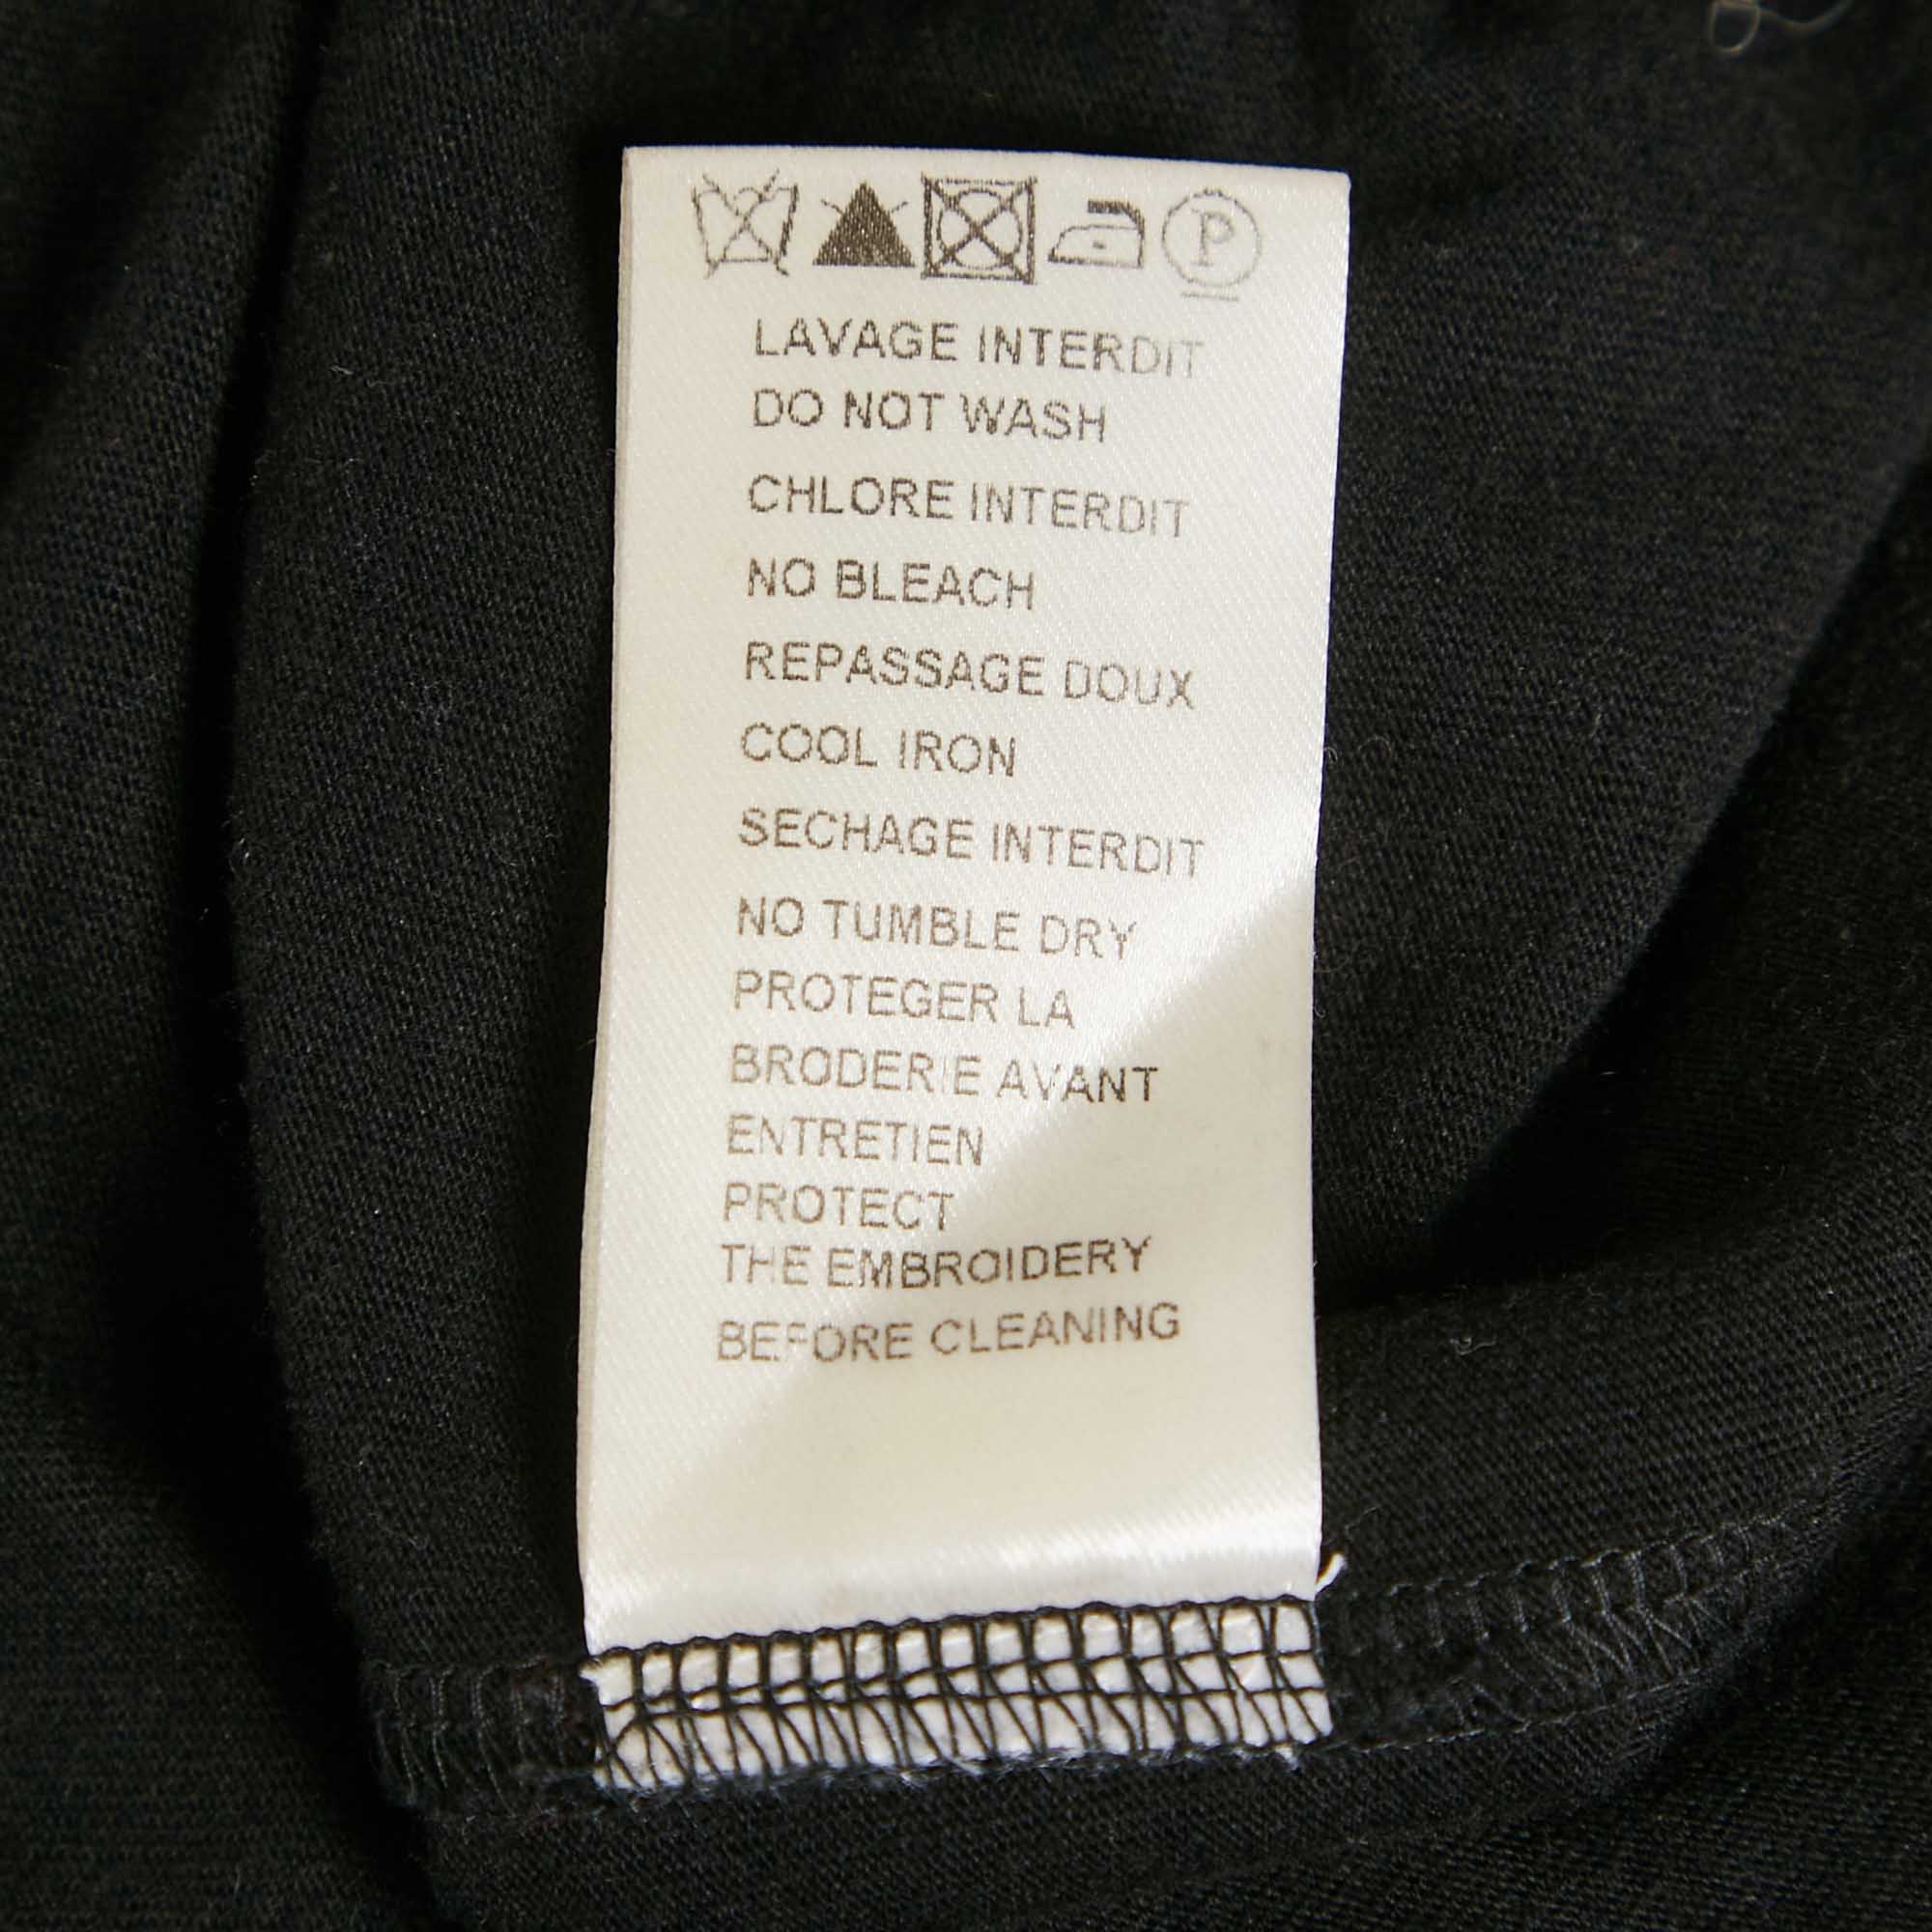 P
LAVAGE INTERDIT
DO NOT WASH
CHLORE INTERDIT
NO BLEACH
REPASSAGE DOUX
COOL IRON
SECHAGE INTERDIT
NO TUMBLE DRY
PROTEGER LA
BRODERIE AVANT
ENTRETIEN
PROTECT
THE EMBROIDERY
BEFORE CLEANING